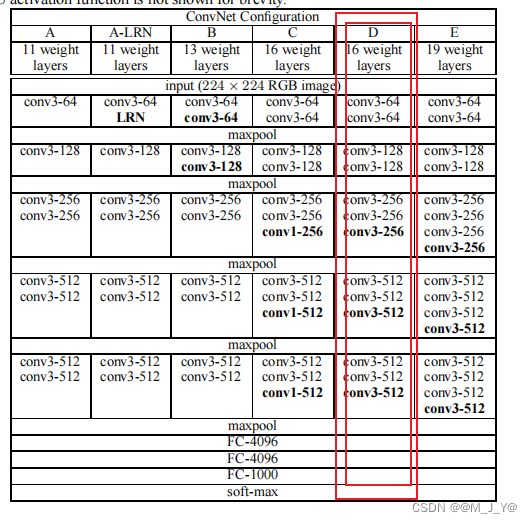 activation function is not shown for brevity.
ConvNet Configuration
A A-LRN B C D E
11 weight 11 weight 13 weight 16 weight 16 weight 19 weight
layers layers layers layers layers layers
input (224 × 224 RGB image)
conv3-64 conv3-64 conv3-64 conv3-64 conv3-64 conv3-64
LRN conv3-64 conv3-64 conv3-64 conv3-64
maxpool
conv3-128 conv3-128 conv3-128 conv3-128 conv3-128 conv3-128
conv3-128 conv3-128 conv3-128 conv3-128
maxpool
conv3-256 conv3-256 conv3-256 conv3-256 conv3-256 conv3-256
conv3-256 conv3-256 conv3-256 conv3-256 conv3-256 conv3-256
conv1-256 conv3-256 conv3-256
conv3-256
maxpool
conv3-512 conv3-512 conv3-512 conv3-512 conv3-512 conv3-512
conv3-512 conv3-512 conv3-512 conv3-512 conv3-512 conv3-512
conv1-512 conv3-512 conv3-512
conv3-512
maxpool
conv3-512 conv3-512 conv3-512 conv3-512 conv3-512 conv3-512
conv3-512 conv3-512 conv3-512 conv3-512 conv3-512 conv3-512
conv1-512 conv3-512 conv3-512
conv3-512
maxpool
FC-4096
FC-4096
FC-1000
soft-max
CSDN @@M_J_Y@